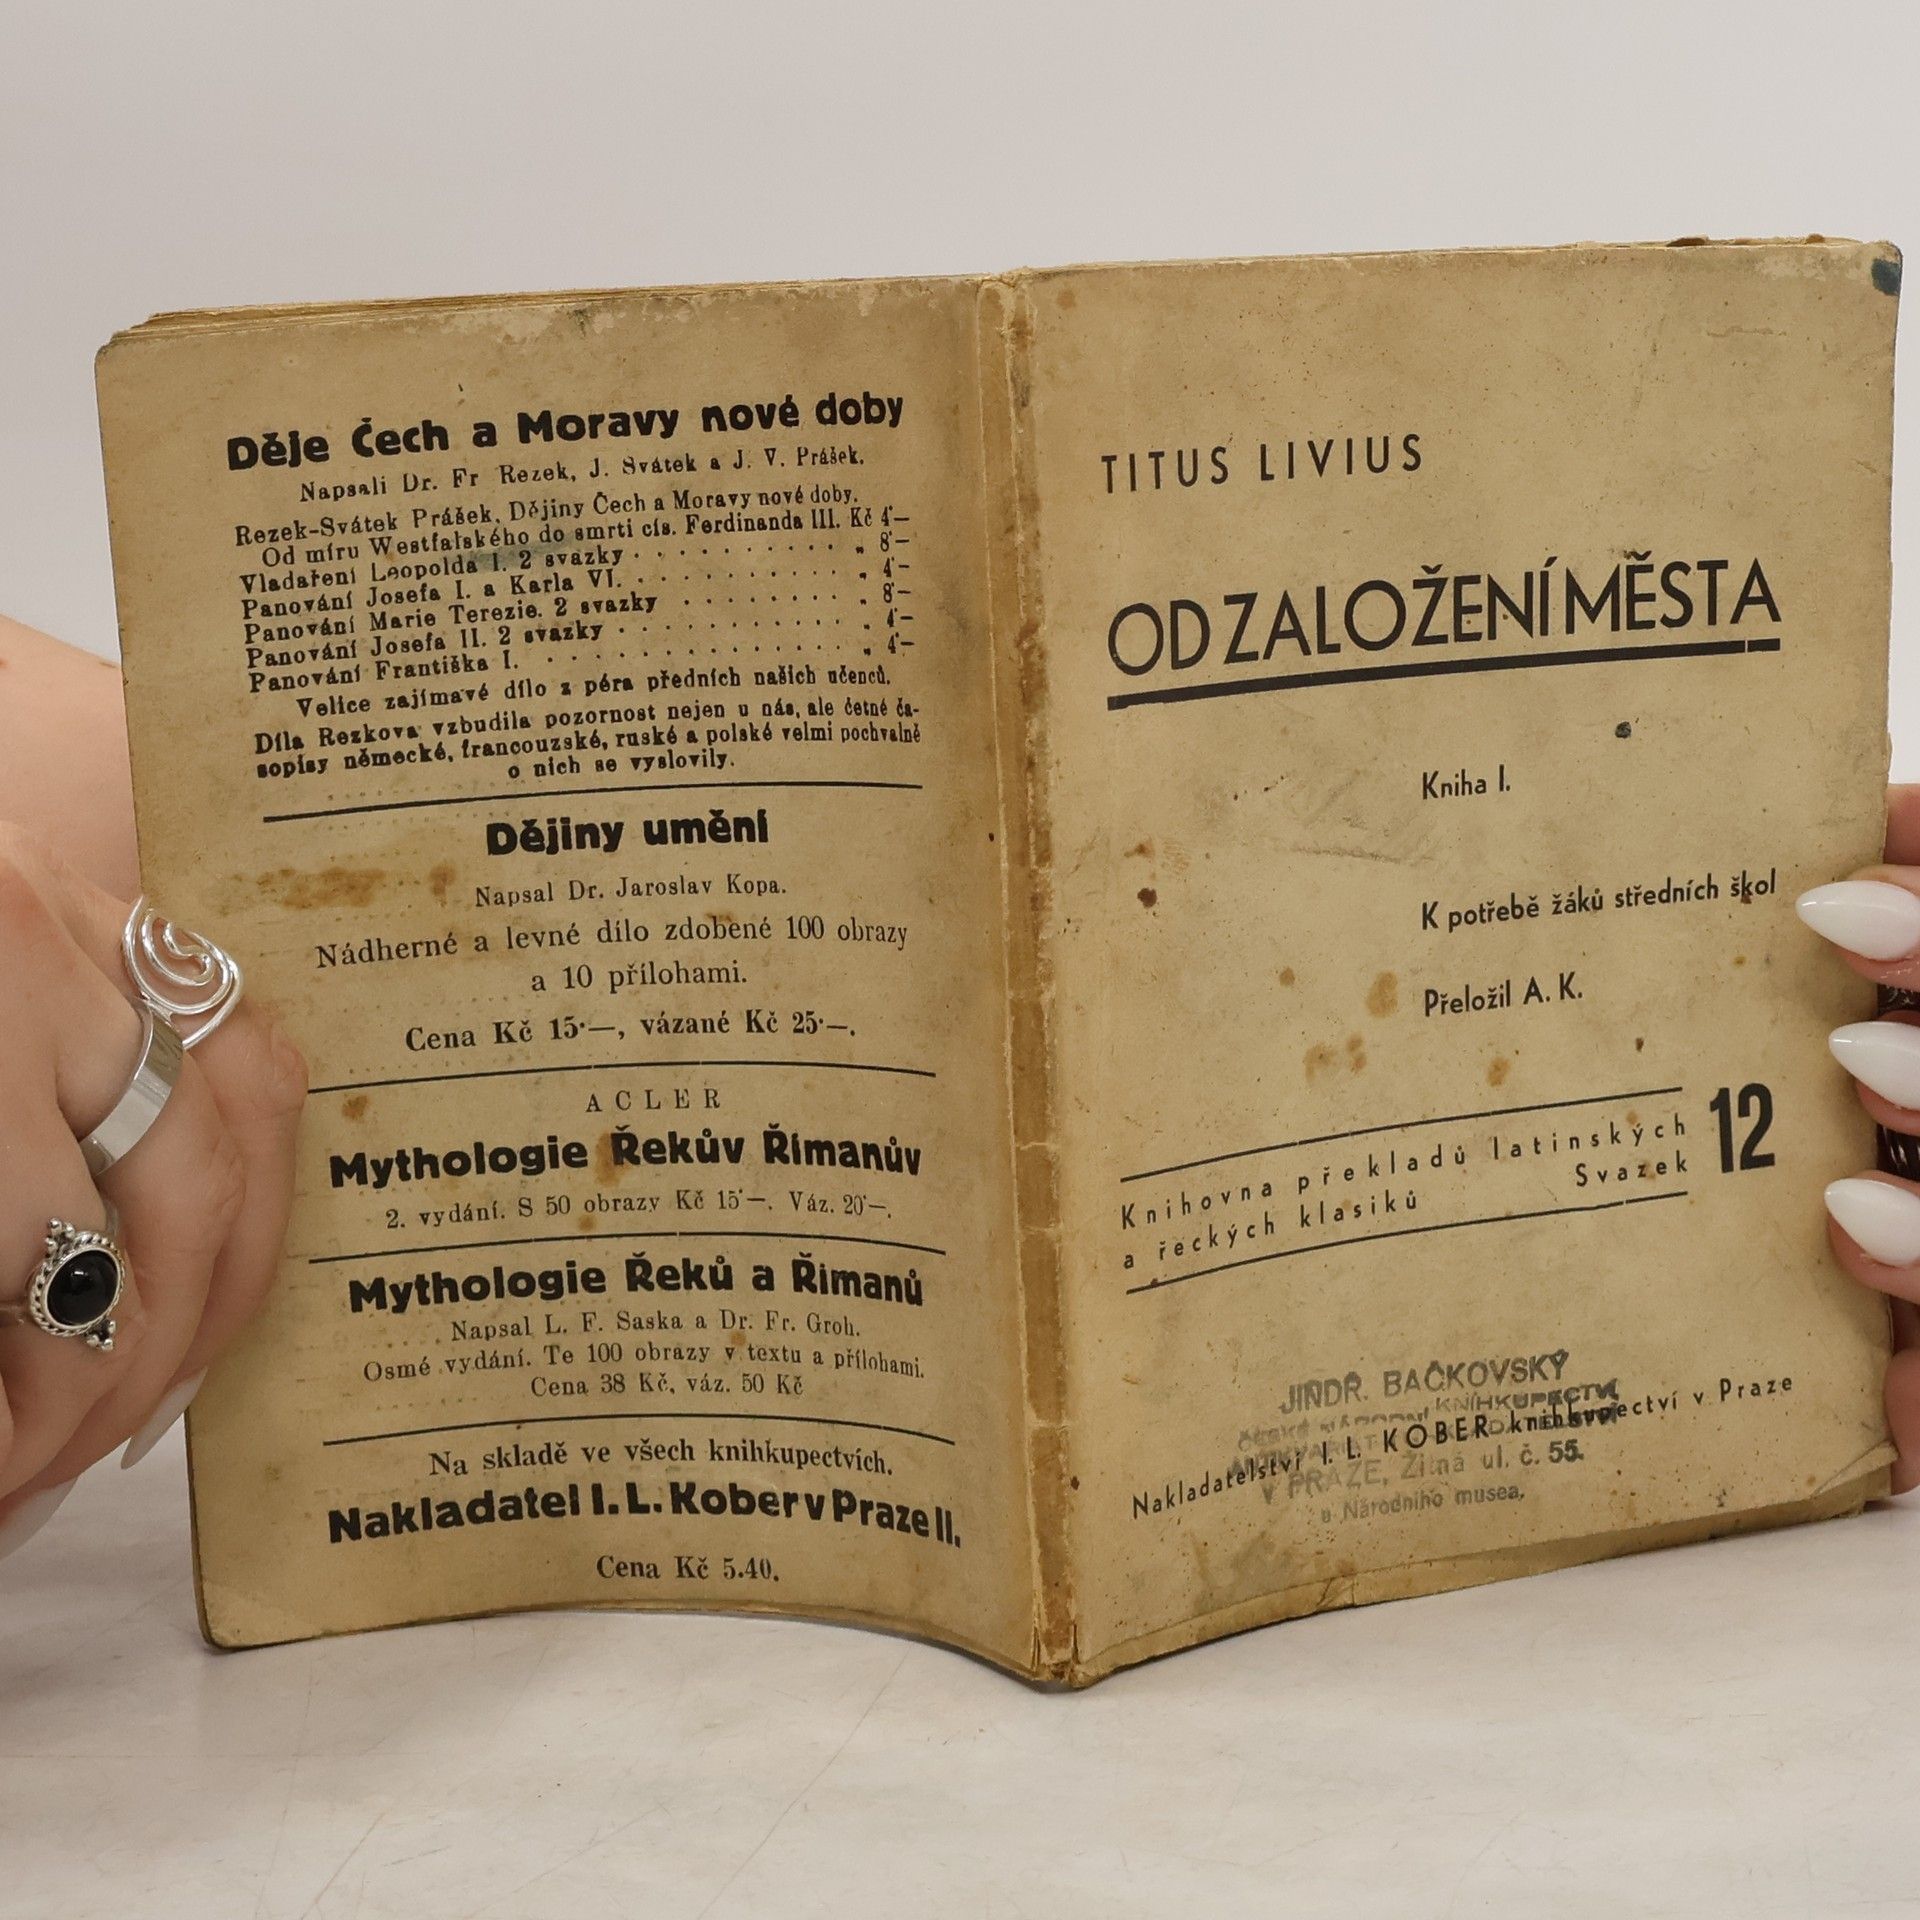 Děje Čech a Moravy nové doby
Napsali Dr. Fr Rezek, J. Svátek a J. V. Prášek.
Rezek-Svátek Prášek, Dějiny Čech a Moravy nové doby.
Od míru Westfalského do smrti cís. Ferdinanda III. Kč 4·—
Vladaření Leopolda I. 2 svazky . . . . . . . . . . „ 8·—
Panování Josefa I. a Karla VI. . . . . . . . . . . „ 4·—
Panování Marie Terezie. 2 svazky . . . . . . . . „ 8·—
Panování Josefa II. 2 svazky . . . . . . . . . . . „ 4·—
Panování Františka I. . . . . . . . . . . . . . . „ 4·—
Velice zajímavé dílo z péra předních našich učenců.
Díla Rezkova vzbudila pozornost nejen u nás, ale četné ča-
sopisy německé, francouzské, ruské a polské velmi pochvalně
o nich se vyslovily.
Dějiny umění
Napsal Dr. Jaroslav Kopa.
Nádherné a levné dílo zdobené 100 obrazy
a 10 přílohami.
Cena Kč 15·—, vázané Kč 25·—.
ACLER
Mythologie Řekův Římanův
2. vydání. S 50 obrazy Kč 15·—. Váz. 20·—.
Mythologie Řeků a Římanů
Napsal L. F. Saska a Dr. Fr. Groh.
Osmé vydání. Te 100 obrazy v textu a přílohami.
Cena 38 Kč, váz. 50 Kč
Na skladě ve všech knihkupectvích.
Nakladatel I. L. Kober v Praze II.
Cena Kč 5.40.
TITUS LIVIUS
OD ZALOŽENÍ MĚSTA
Kniha I.
K potřebě žáků středních škol
Přeložil A. K.
Knihovna překladů latinských
a řeckých klasiků Svazek 12
JINDR. BAČKOVSKÝ
KNIHKUPECTVÍ
Nakladatelství I. L. KOBER knihkupectví v Praze
V PRAZE, Žitná ul. č. 55.
u Národního musea.